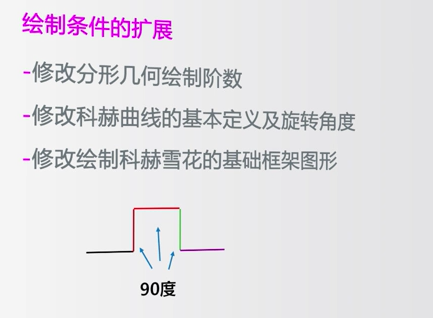 绘制条件的扩展
-修改分形几何绘制阶数
-修改科赫曲线的基本定义及旋转角度
-修改绘制科赫雪花的基础框架图形
90度